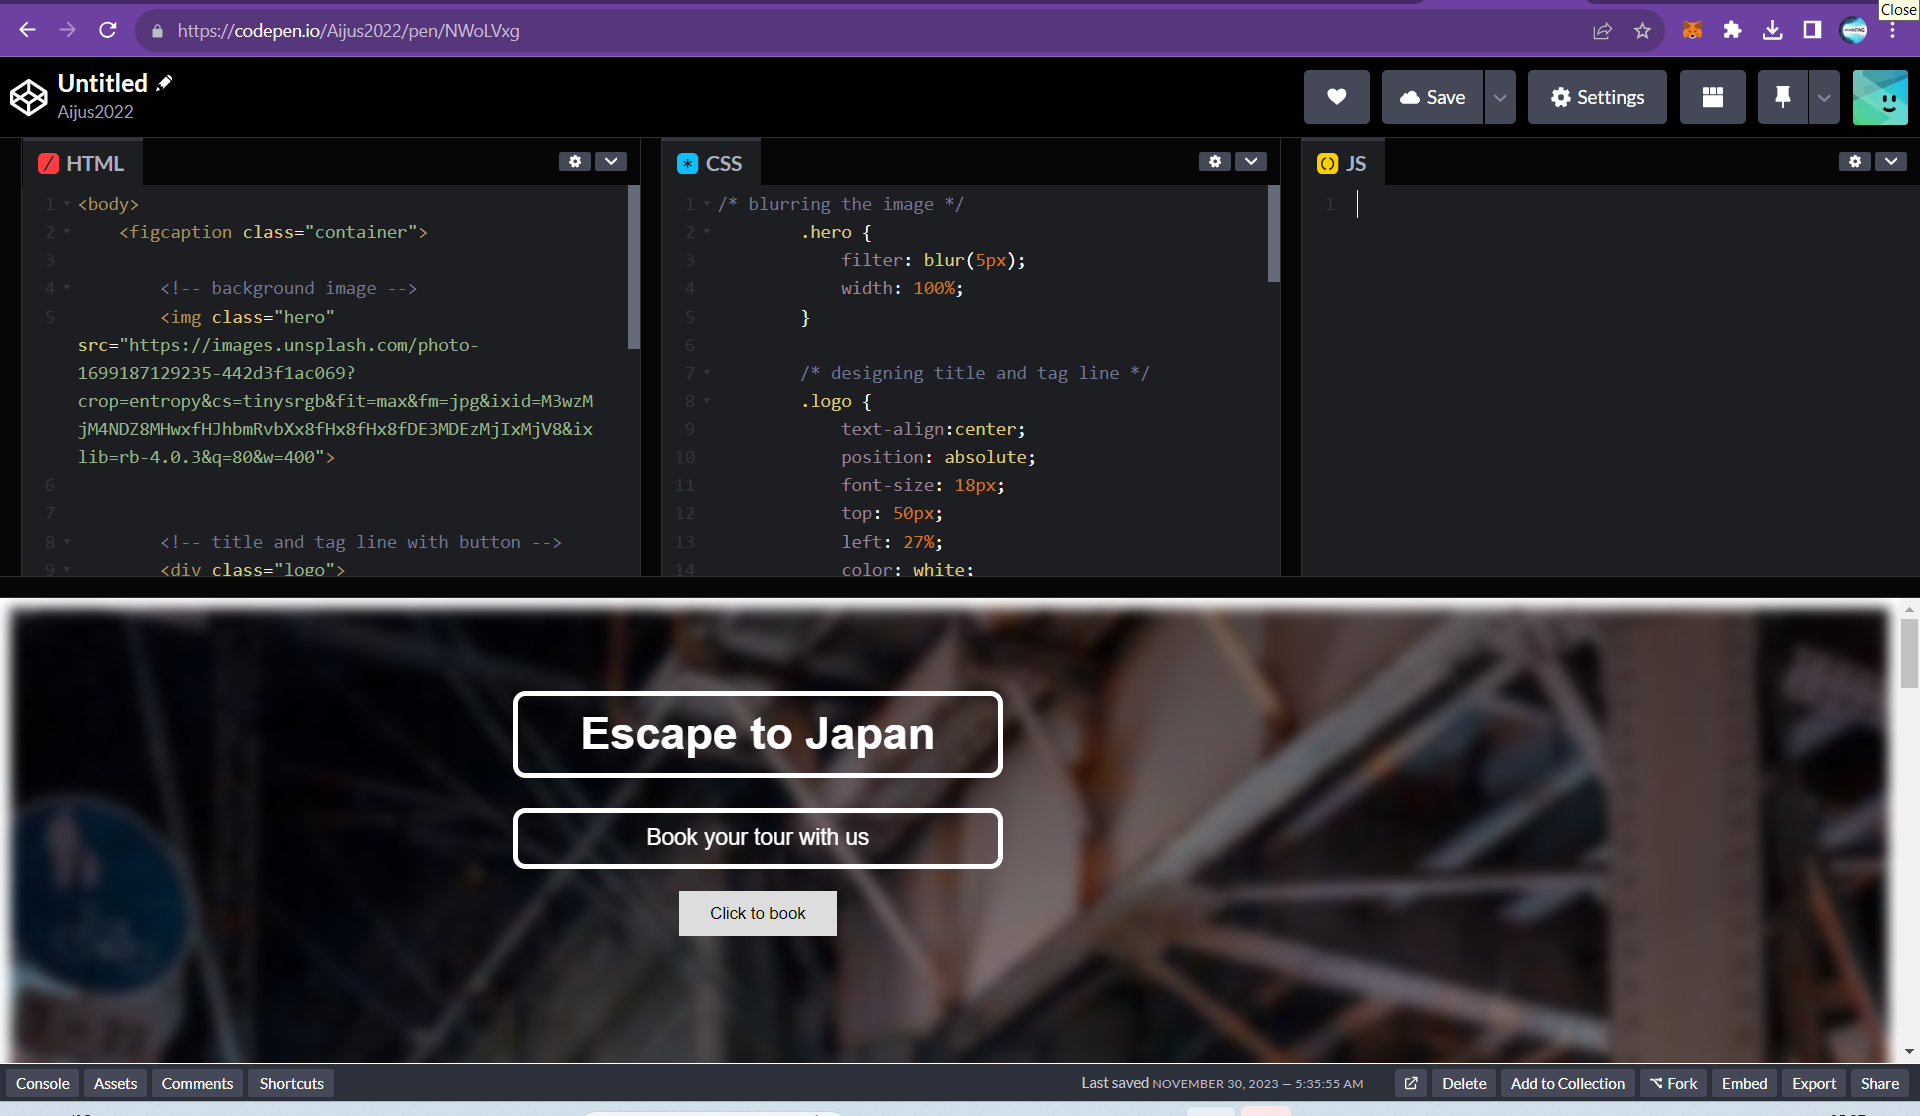 Close
https://codepen.io/Aijus2022/pen/NWoLVxg
Untitled
Aijus2022
Save
Settings
HTML
1 <body>
2 <figcaption class="container">
3
4 <!-- background image -->
5 <img class="hero"
src="https://images.unsplash.com/photo-
1699187129235-442d3f1ac069?
crop=entropy&cs=tinysrgb&fit=max&fm=jpg&ixid=M3wzM
jM4NDZ8MHwxfHJhbmRvbXx8fHx8fHx8fDE3MDEzMjIxMjV8&ix
lib=rb-4.0.3&q=80&w=400">
6
7
8 <!-- title and tag line with button -->
9 <div class="logo">
CSS
1 /* blurring the image */
2 .hero {
3 filter: blur(5px);
4 width: 100%;
5 }
6
7 /* designing title and tag line */
8 .logo {
9 text-align:center;
10 position: absolute;
11 font-size: 18px;
12 top: 50px;
13 left: 27%;
14 color: white;
JS
1
Escape to Japan
Book your tour with us
Click to book
Console Assets Comments Shortcuts
Last saved NOVEMBER 30, 2023 — 5:35:55 AM
Delete Add to Collection Fork Embed Export Share